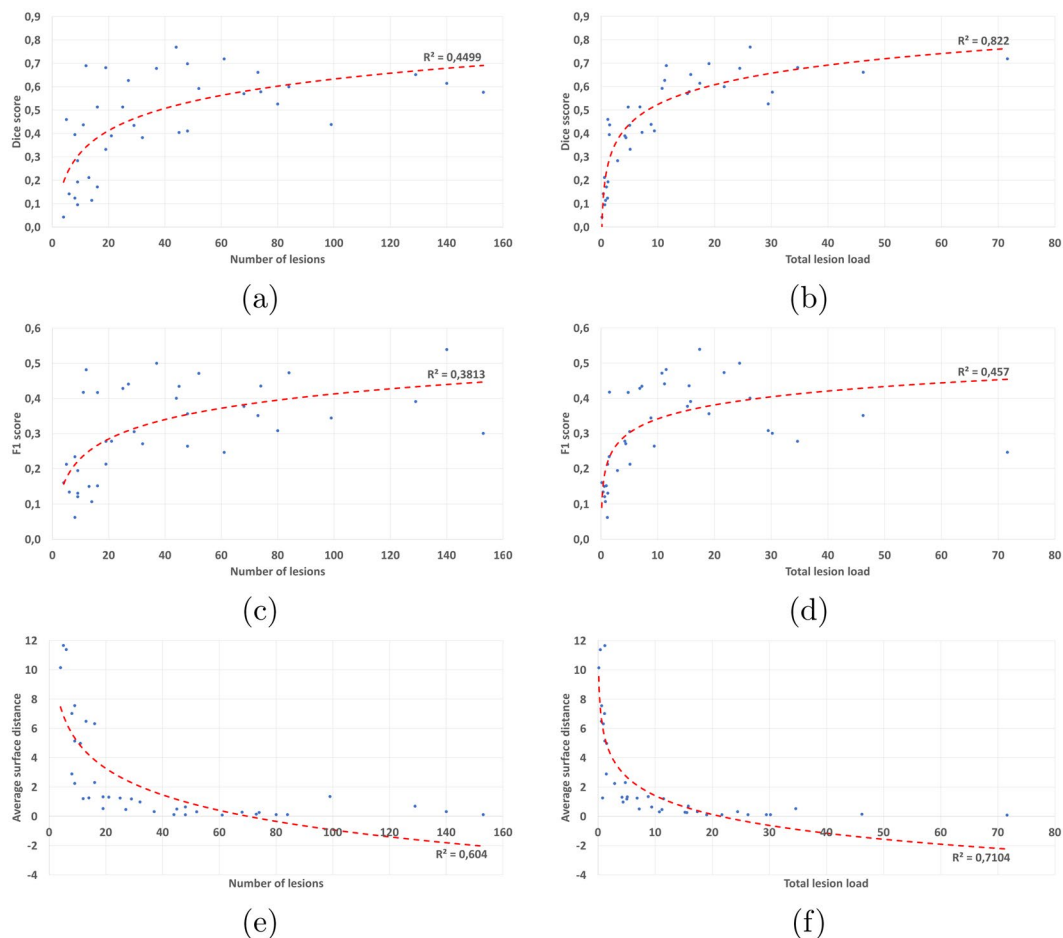 0,9
0,8
0,7
0,6
0,5
0,4
0,3
0,2
0,1
0,0
Dice sscore
R² = 0,4499
0 20 40 60 80 100 120 140 160
Number of lesions
(a)
0,9
0,8
0,7
0,6
0,5
0,4
0,3
0,2
0,1
0,0
Dice sscore
R² = 0,822
0 10 20 30 40 50 60 70 80
Total lesion load
(b)
0,6
0,5
0,4
0,3
0,2
0,1
0,0
F1 score
R² = 0,3813
0 20 40 60 80 100 120 140 160
Number of lesions
(c)
0,6
0,5
0,4
0,3
0,2
0,1
0,0
F1 score
R² = 0,457
0 10 20 30 40 50 60 70 80
Total lesion load
(d)
12
10
8
6
4
2
0
-2
-4
Average surface distance
0 20 40 60 80 100 120 140 160
R² = 0,604
Number of lesions
(e)
12
10
8
6
4
2
0
-2
-4
Average surface distance
0 10 20 30 40 50 60 70 80
R² = 0,7104
Total lesion load
(f)